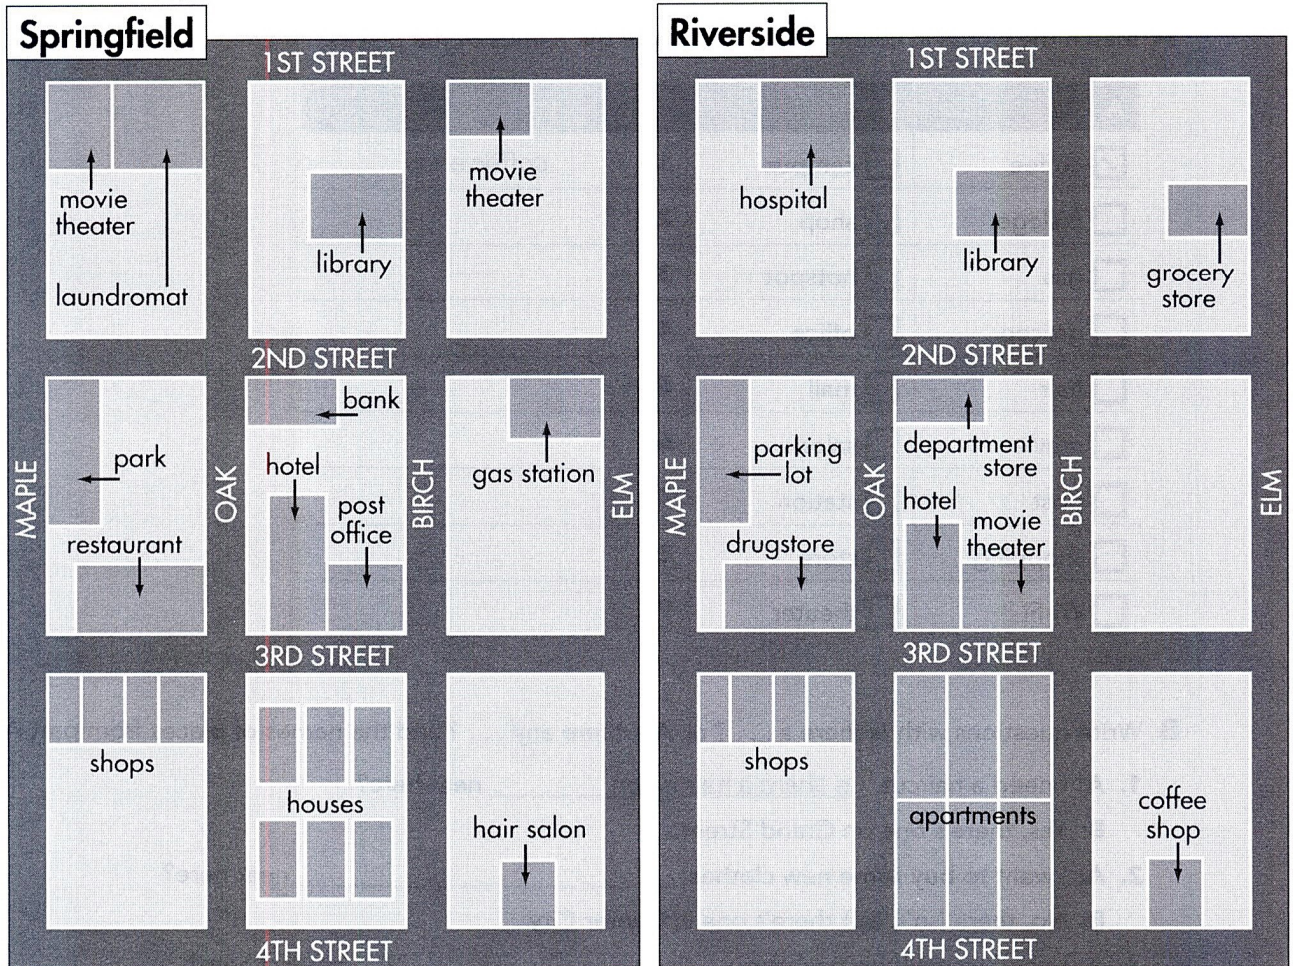 Springfield
1ST STREET
movie
theater
laundromat
library
movie
theater
2ND STREET
MAPLE
park
restaurant
OAK
bank
hotel
post
office
BIRCH
gas station
ELM
3RD STREET
shops
houses
hair salon
4TH STREET
Riverside
1ST STREET
hospital
library
grocery
store
2ND STREET
MAPLE
parking
lot
drugstore
OAK
department
store
hotel
movie
theater
BIRCH
ELM
3RD STREET
shops
apartments
coffee
shop
4TH STREET